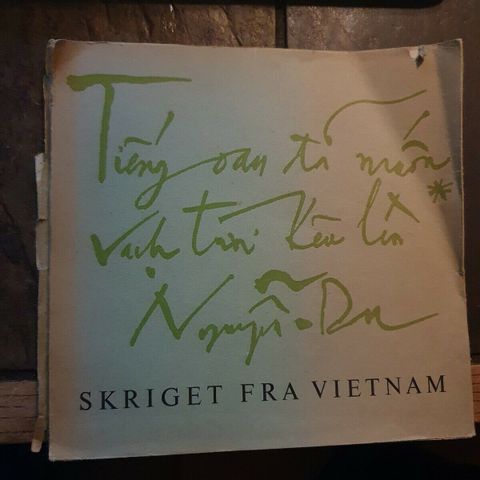 Tiếng oan đã muốn
vạch trời kêu lên *
Nguyễn-Du
SKRIGET FRA VIETNAM